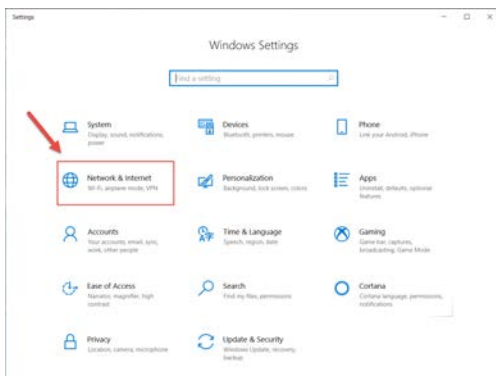 Settings
Windows Settings
Find a setting
System
Display, sound, notifications,
power
Devices
Bluetooth, printers, mouse
Phone
Link your Android, iPhone
Network & Internet
Wi-Fi, airplane mode, VPN
Personalization
Background, lock screen, colors
Apps
Uninstall, defaults, optional
features
Accounts
Your accounts, email, sync,
work, other people
Time & Language
Speech, region, date
Gaming
Game bar, captures,
broadcasting, Game Mode
Ease of Access
Narrator, magnifier, high
contrast
Search
Find my files, permissions
Cortana
Cortana language, permissions,
notifications
Privacy
Location, camera, microphone
Update & Security
Windows Update, recovery,
backup